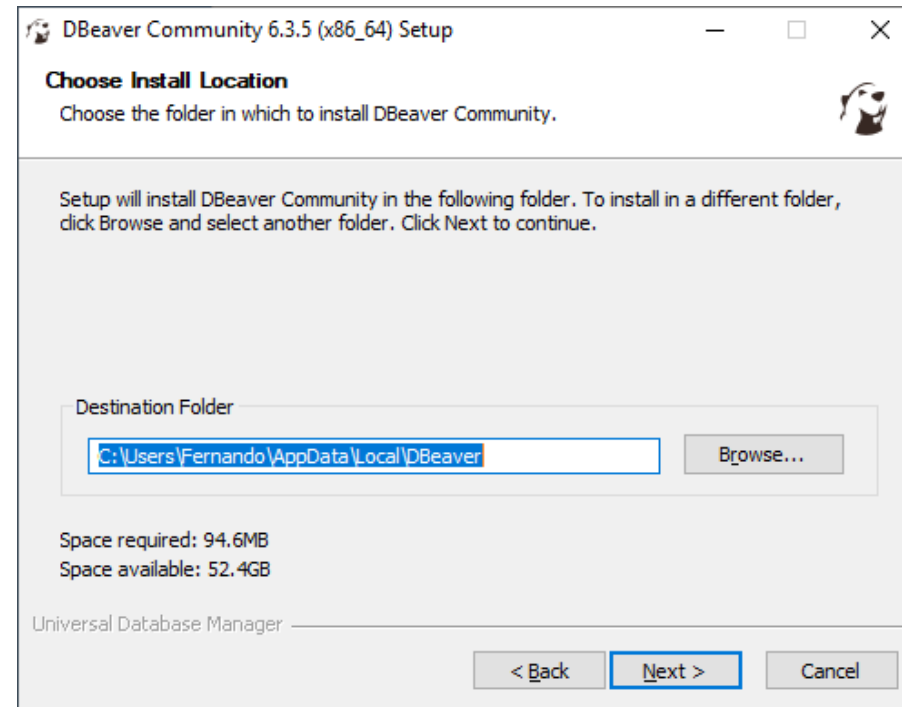 DBeaver Community 6.3.5 (x86_64) Setup
Choose Install Location
Choose the folder in which to install DBeaver Community.
Setup will install DBeaver Community in the following folder. To install in a different folder,
click Browse and select another folder. Click Next to continue.
Destination Folder
C:\Users\Fernando\AppData\Local\DBeaver
Browse...
Space required: 94.6MB
Space available: 52.4GB
Universal Database Manager
< Back
Next >
Cancel